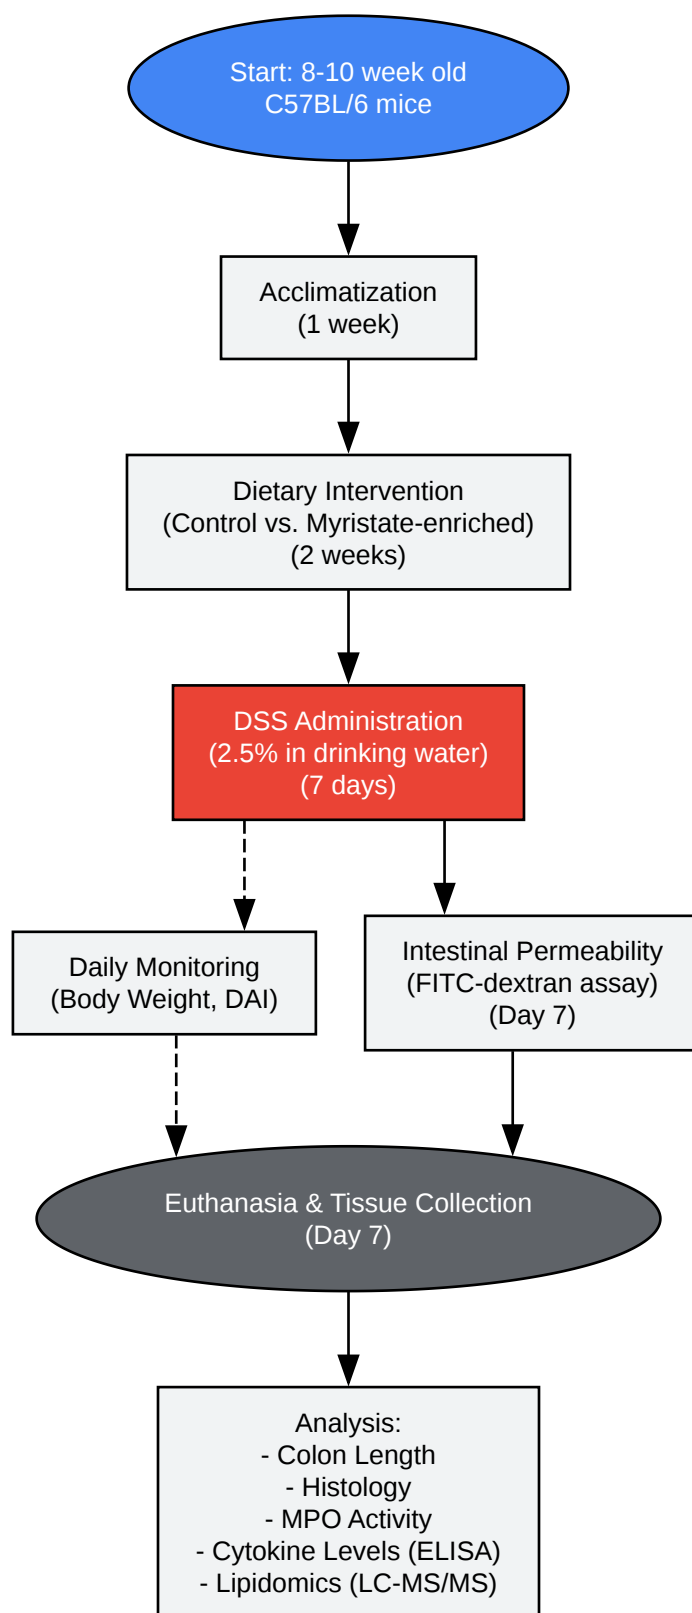 Start: 8-10 week old
C57BL/6 mice
Acclimatization
(1 week)
Dietary Intervention
(Control vs. Myristate-enriched)
(2 weeks)
DSS Administration
(2.5% in drinking water)
(7 days)
Daily Monitoring
(Body Weight, DAI)
Intestinal Permeability
(FITC-dextran assay)
(Day 7)
Euthanasia & Tissue Collection
(Day 7)
Analysis:
- Colon Length
- Histology
- MPO Activity
- Cytokine Levels (ELISA)
- Lipidomics (LC-MS/MS)